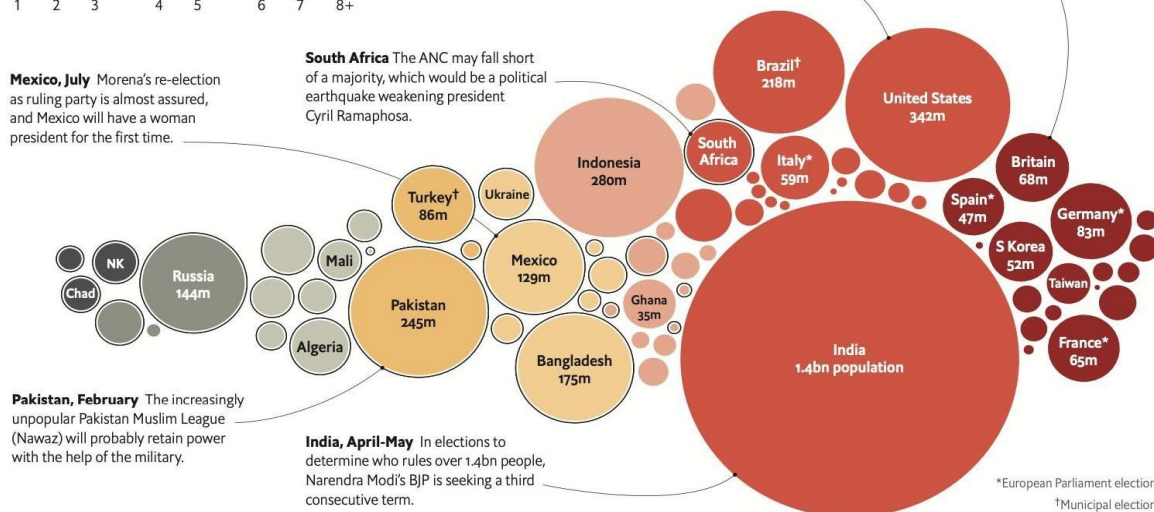 1 2 3 4 5 6 7 8+
Mexico, July Morena's re-election
as ruling party is almost assured,
and Mexico will have a woman
president for the first time.
South Africa The ANC may fall short
of a majority, which would be a political
earthquake weakening president
Cyril Ramaphosa.
Brazil†
218m
United States
342m
Indonesia
280m
South
Africa
Italy*
59m
Britain
68m
Turkey†
86m
Ukraine
Spain*
47m
Germany*
83m
NK
Chad
Russia
144m
Mali
Algeria
Pakistan
245m
Mexico
129m
Bangladesh
175m
Ghana
35m
S Korea
52m
Taiwan
France*
65m
India
1.4bn population
Pakistan, February The increasingly
unpopular Pakistan Muslim League
(Nawaz) will probably retain power
with the help of the military.
India, April-May In elections to
determine who rules over 1.4bn people,
Narendra Modi's BJP is seeking a third
consecutive term.
*European Parliament election
†Municipal election